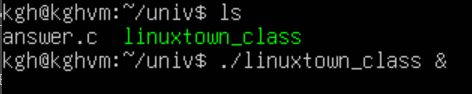 kgh@kghvm:~/univ$ ls
answer.c  linuxtown_class
kgh@kghvm:~/univ$ ./linuxtown_class &